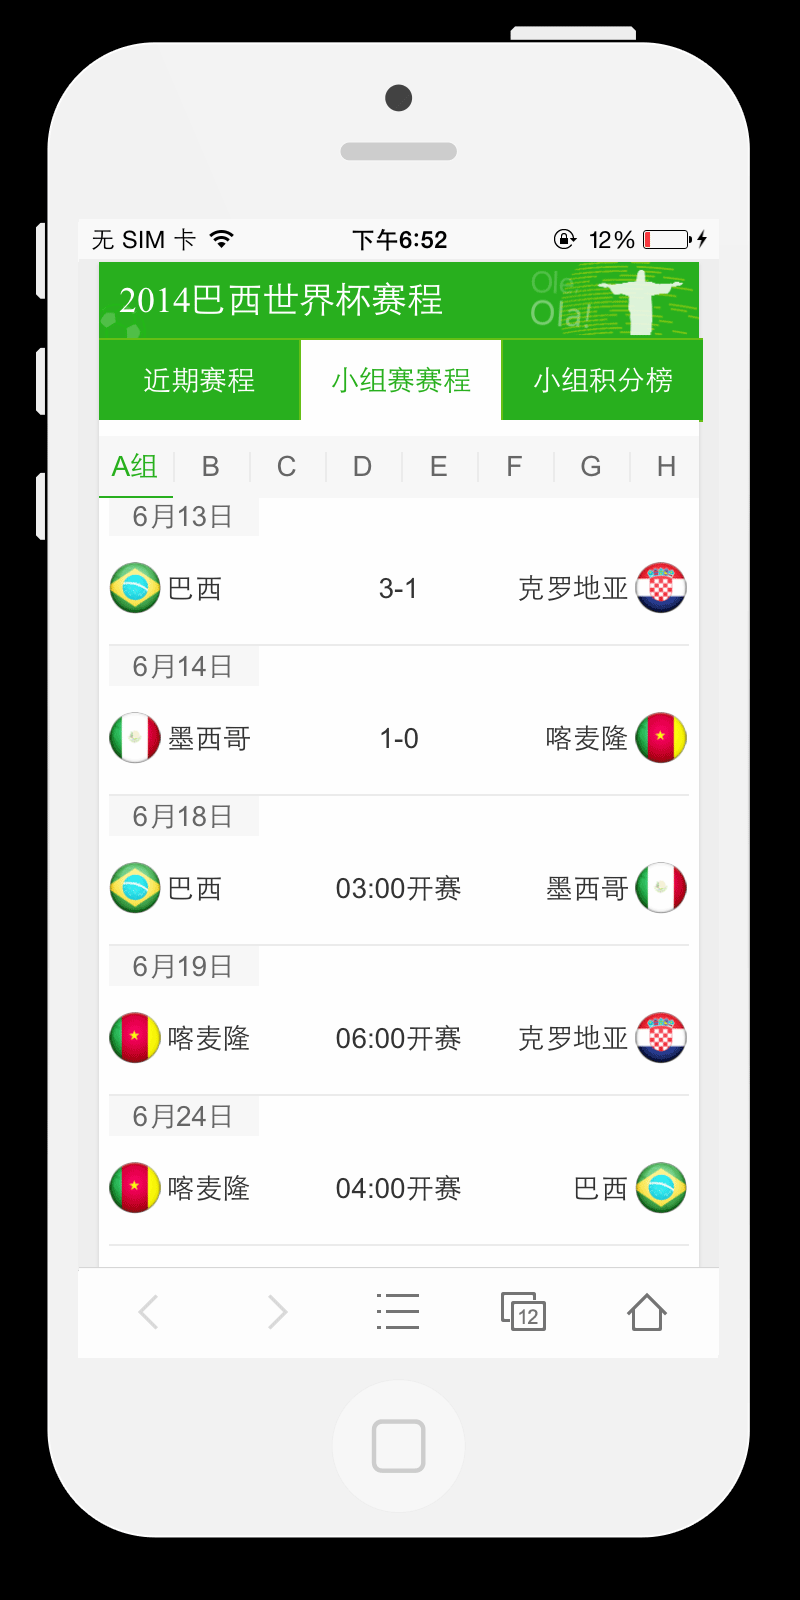 无 SIM 卡 下午6:52 12%
2014巴西世界杯赛程
Ole,
Ola!
近期赛程 小组赛赛程 小组积分榜
A组 B C D E F G H
6月13日
巴西 3-1 克罗地亚
6月14日
墨西哥 1-0 喀麦隆
6月18日
巴西 03:00开赛 墨西哥
6月19日
喀麦隆 06:00开赛 克罗地亚
6月24日
喀麦隆 04:00开赛 巴西
12